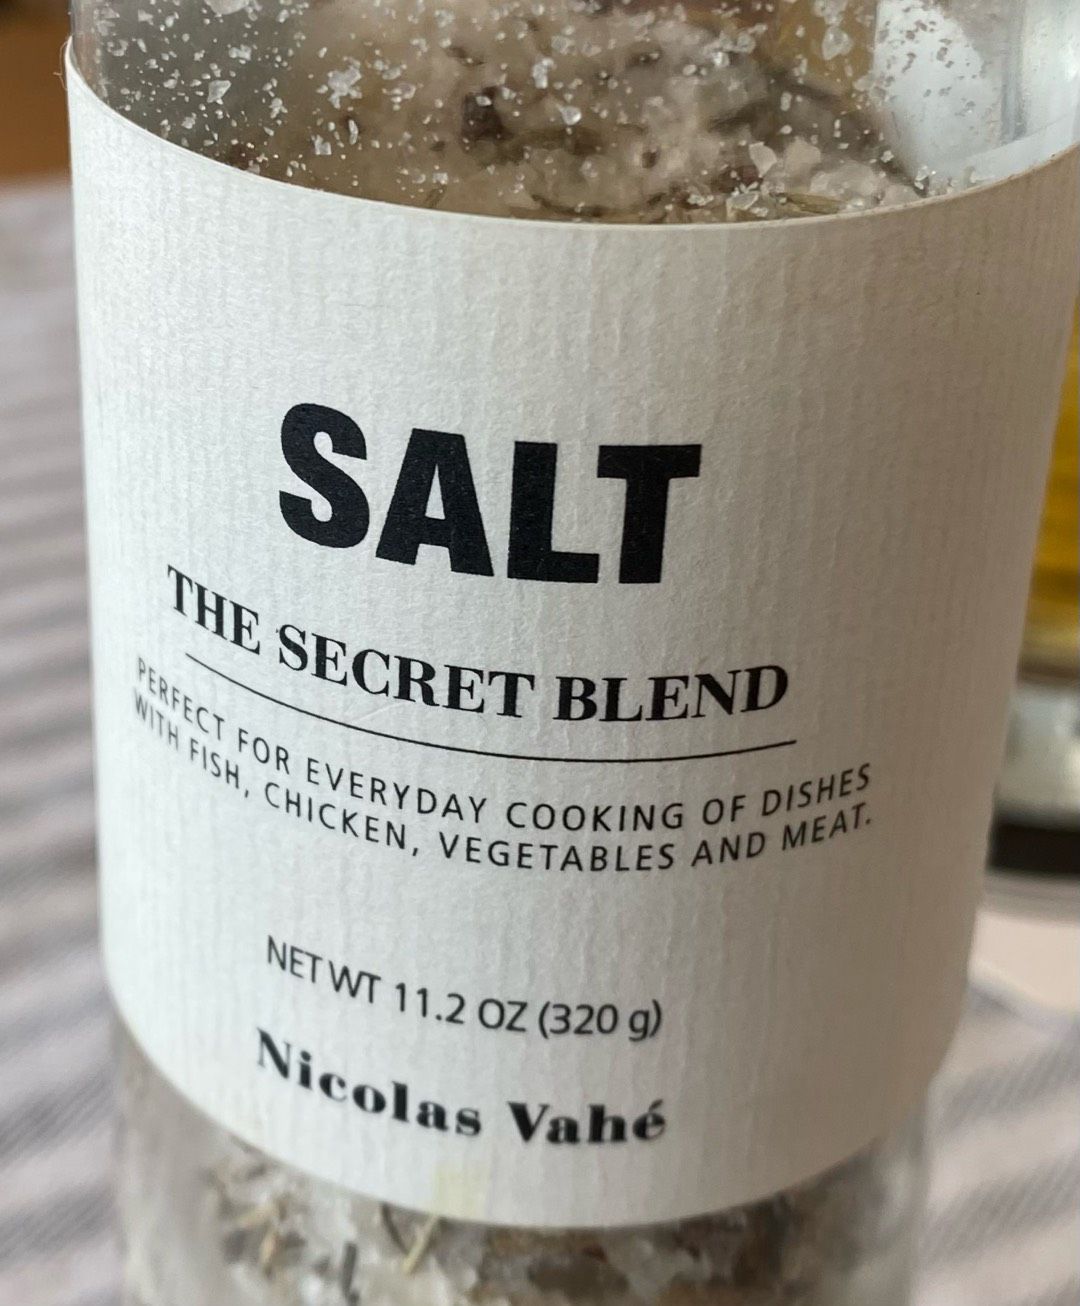 SALT
THE SECRET BLEND
PERFECT FOR EVERYDAY COOKING OF DISHES
WITH FISH, CHICKEN, VEGETABLES AND MEAT.
NET WT 11.2 OZ (320 g)
Nicolas Vahé